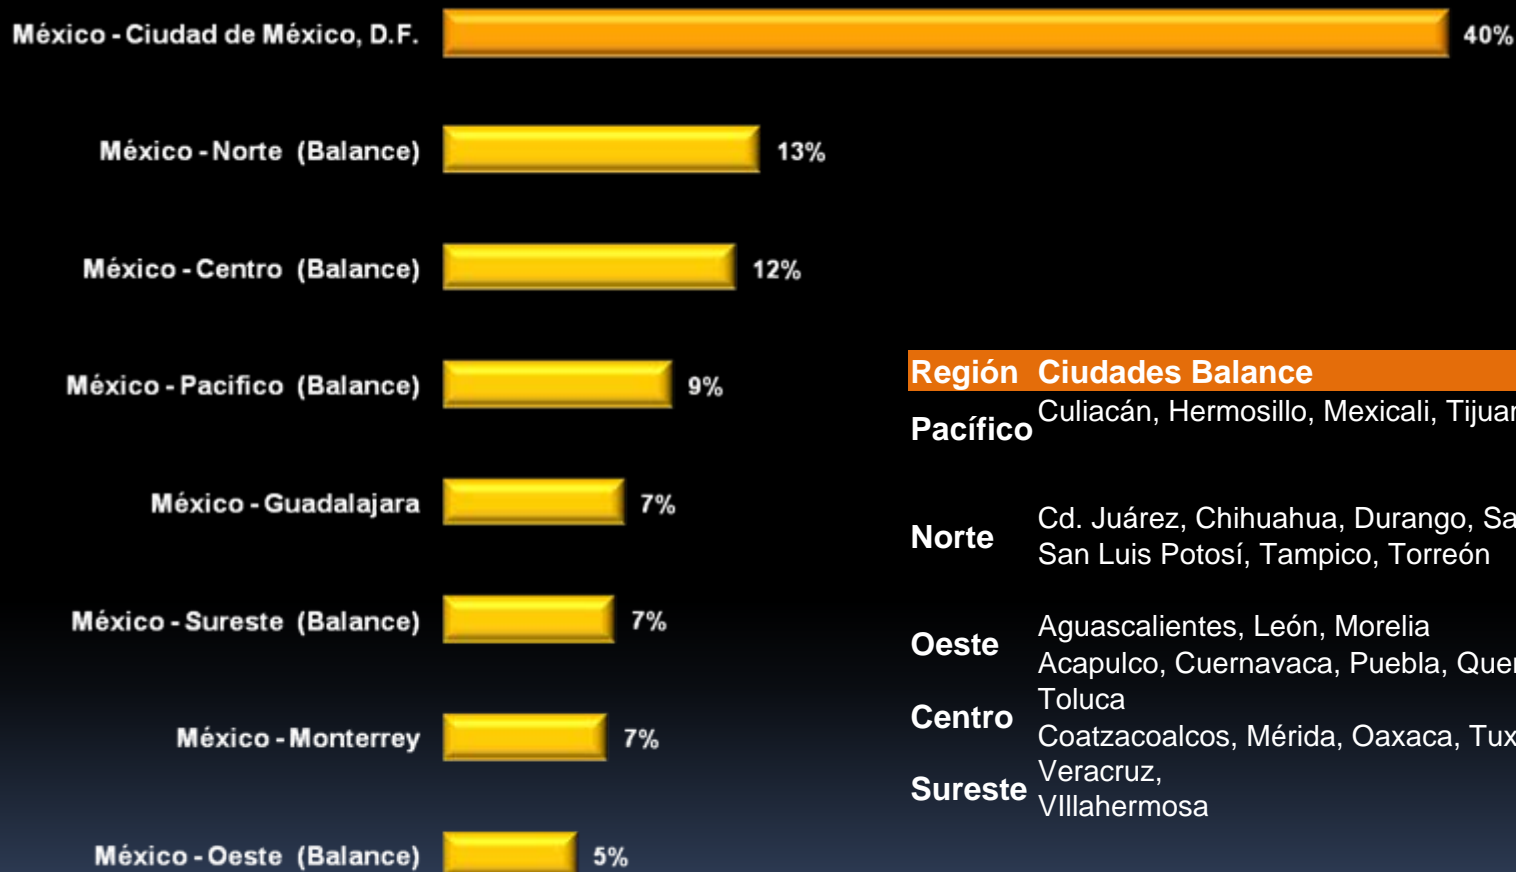 México - Ciudad de México, D.F.
40%
México - Norte (Balance)
13%
México - Centro (Balance)
12%
México - Pacifico (Balance)
9%
México - Guadalajara
7%
México - Sureste (Balance)
7%
México - Monterrey
7%
México - Oeste (Balance)
5%
Región Ciudades Balance
Pacífico
Culiacán, Hermosillo, Mexicali,
Norte
Cd. Juárez, Chihuahua, Durango,
San Luis Potosí, Tampico, Torreón
Oeste
Aguascalientes, León, Morelia
Centro
Acapulco, Cuernavaca, Puebla,
Toluca
Sureste
Coatzacoalcos, Mérida, Oaxaca,
Veracruz,
VIllahermosa